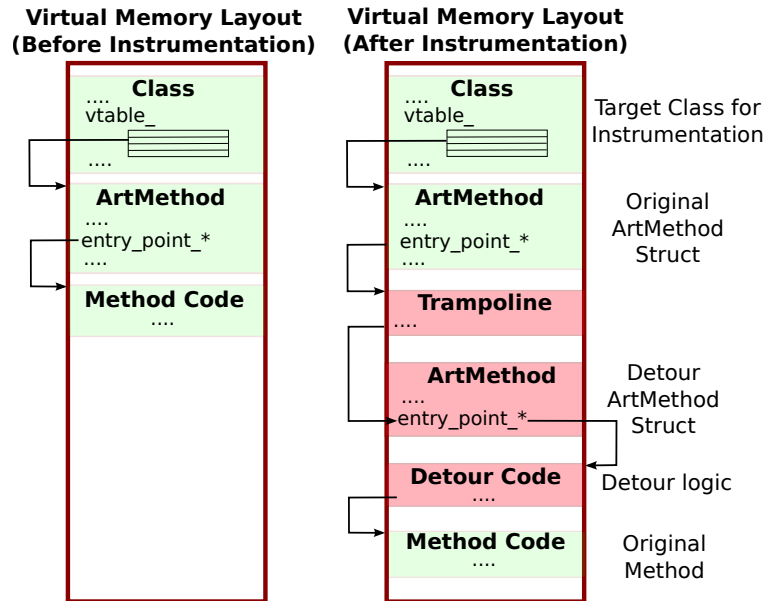 Virtual Memory Layout
(Before Instrumentation)
Class
....
vtable_
....
ArtMethod
....
entry_point_*
....
Method Code
....
Virtual Memory Layout
(After Instrumentation)
Class
....
vtable_
....
Target Class for
Instrumentation
ArtMethod
....
entry_point_*
....
Original
ArtMethod
Struct
Trampoline
....
ArtMethod
....
entry_point_*
Detour
ArtMethod
Struct
Detour Code
....
Detour logic
Method Code
....
Original
Method